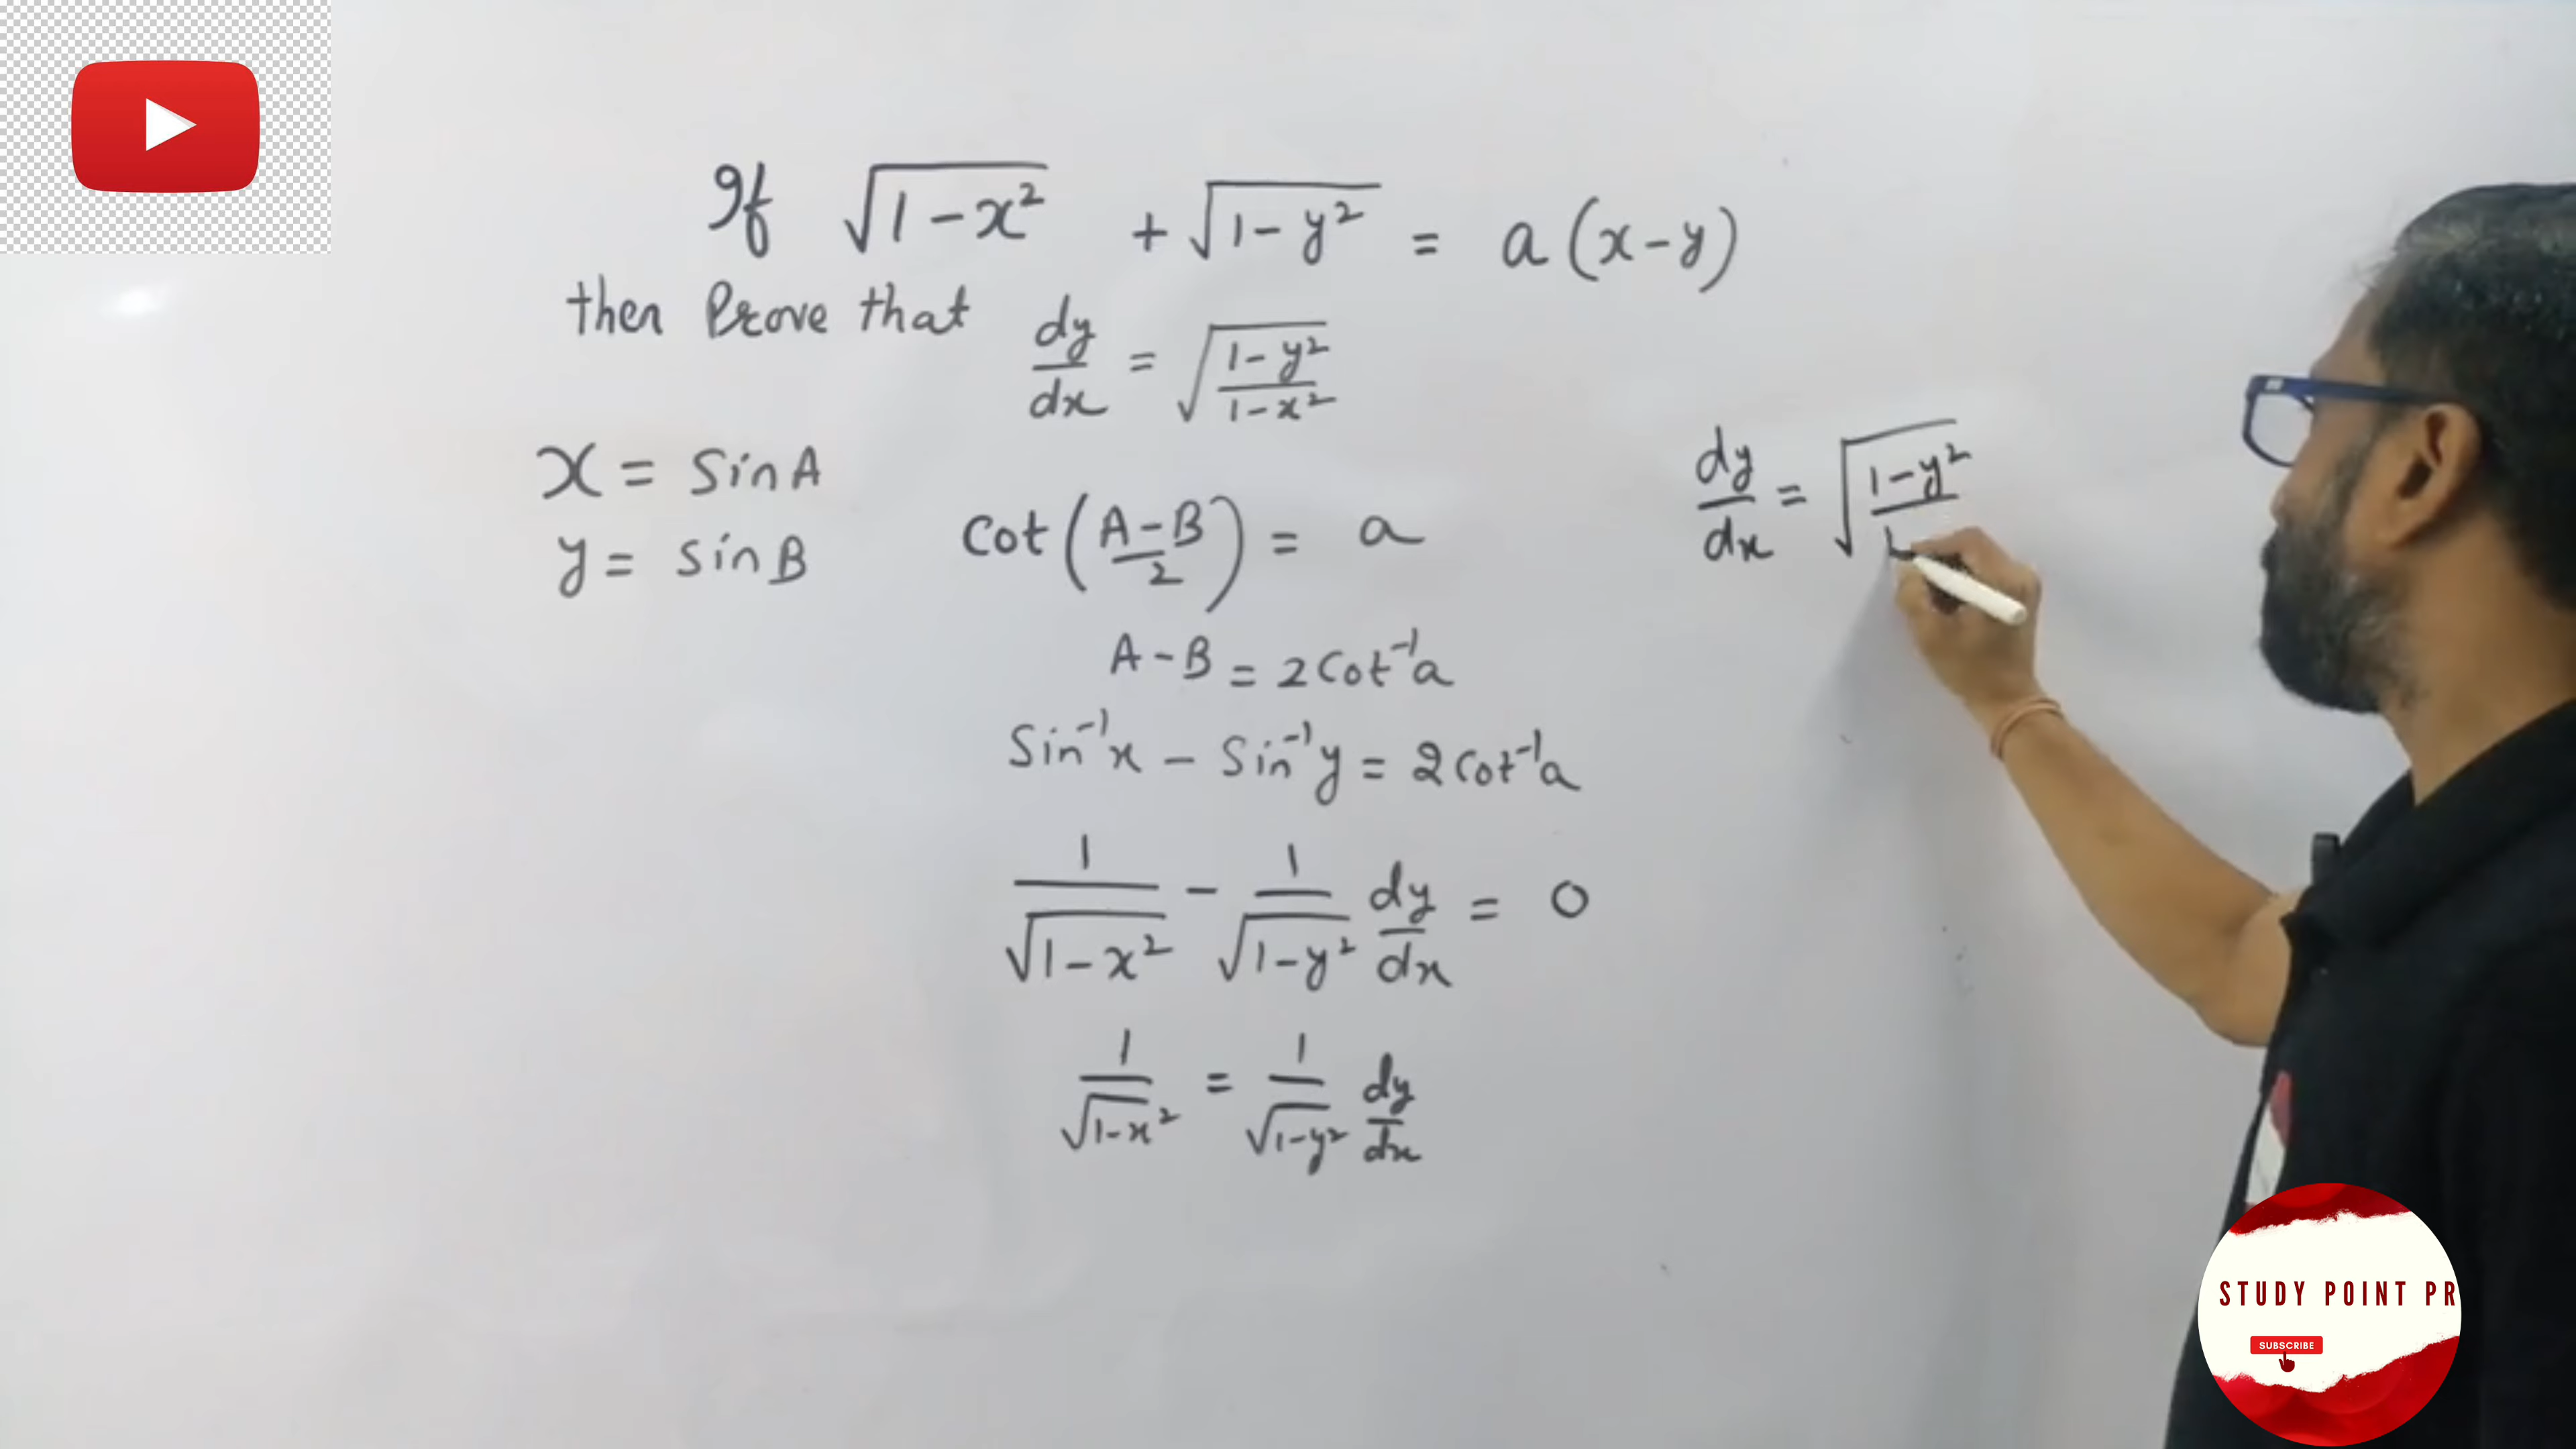 If √(1-x²) + √(1-y²) = a(x-y)
then Prove that dy/dx = √((1-y²)/(1-x²))
x = SinA
y = sinB
Cot((A-B)/2) = a
A-B = 2Cot⁻¹a
Sin⁻¹x - Sin⁻¹y = 2Cot⁻¹a
1/√(1-x²) - 1/√(1-y²) dy/dx = 0
1/√(1-x²) = 1/√(1-y²) dy/dx
dy/dx = √(1-y²)/
STUDY POINT PR
SUBSCRIBE